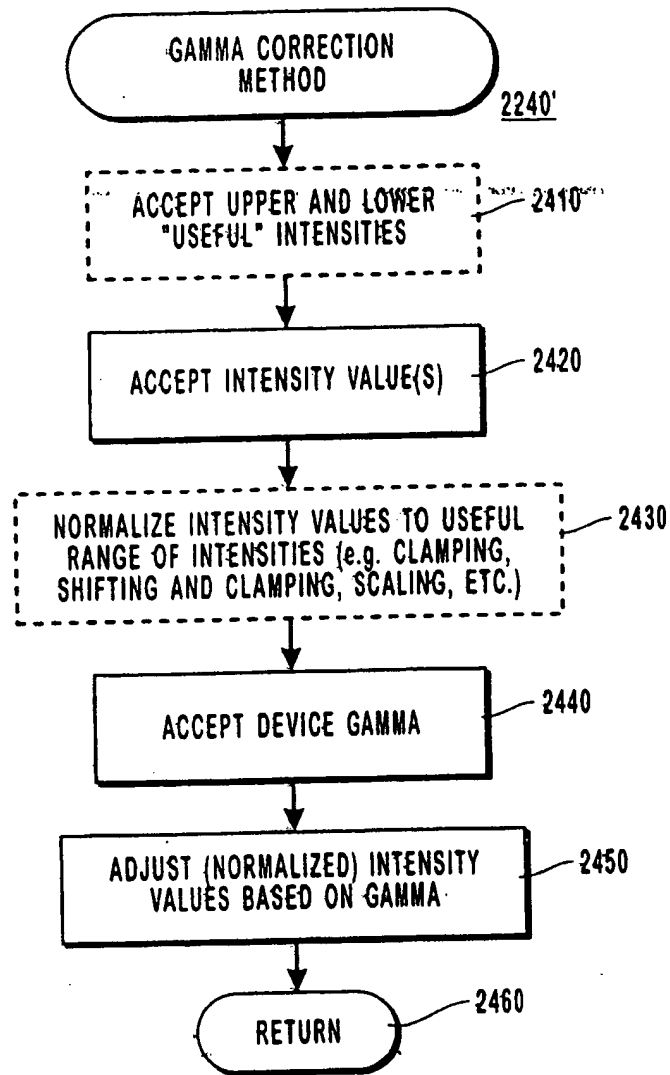 GAMMA CORRECTION
METHOD
2240'
ACCEPT UPPER AND LOWER
"USEFUL" INTENSITIES
2410
ACCEPT INTENSITY VALUE(S)
2420
NORMALIZE INTENSITY VALUES TO USEFUL
RANGE OF INTENSITIES (e.g. CLAMPING,
SHIFTING AND CLAMPING, SCALING, ETC.)
2430
ACCEPT DEVICE GAMMA
2440
ADJUST (NORMALIZED) INTENSITY
VALUES BASED ON GAMMA
2450
RETURN
2460